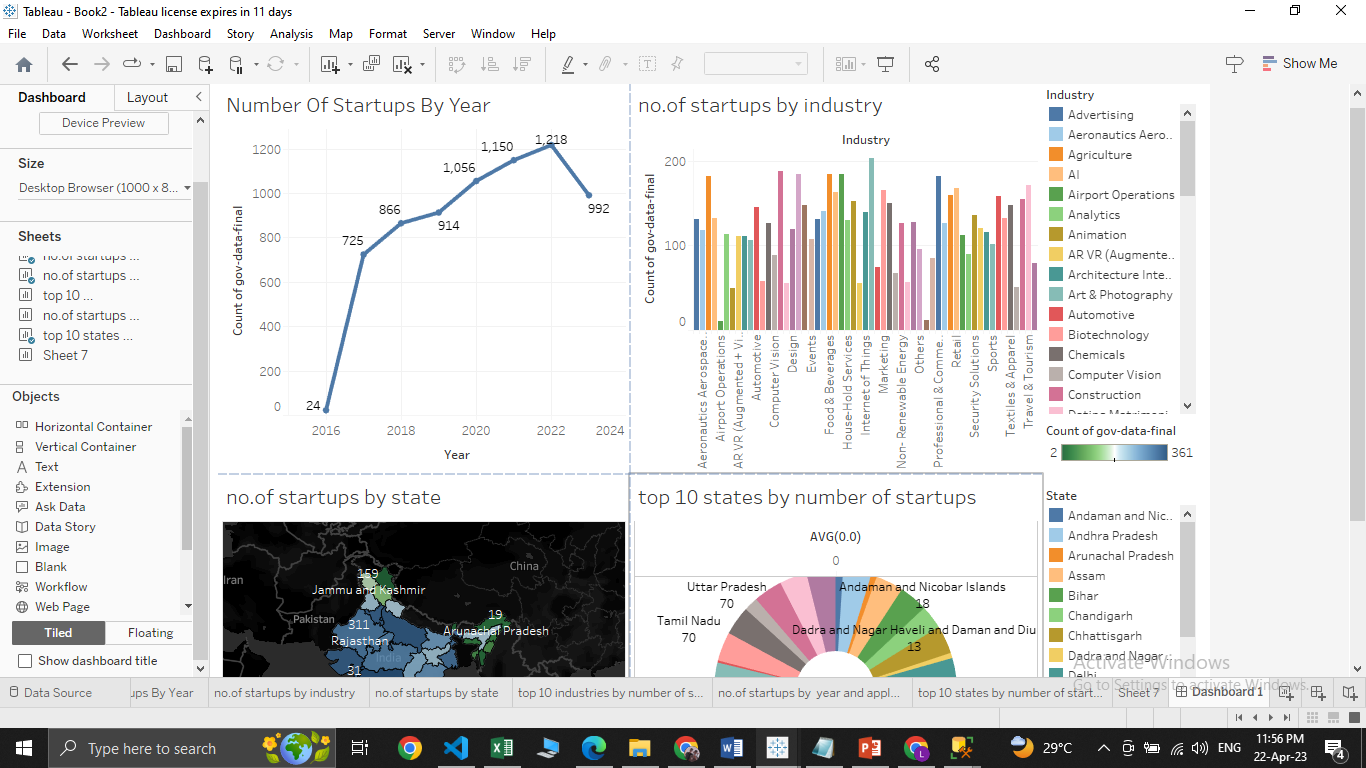 Tableau - Book2 - Tableau license expires in 11 days
File Data Worksheet Dashboard Story Analysis Map Format Server Window Help
Show Me
Dashboard Layout
Device Preview
Size
Desktop Browser (1000 x 8...
Sheets
no.of startups ...
no.of startups ...
top 10 ...
no.of startups ...
top 10 states ...
Sheet 7
Objects
Horizontal Container
Vertical Container
Text
Extension
Ask Data
Data Story
Image
Blank
Workflow
Web Page
Tiled Floating
Show dashboard title
Number Of Startups By Year
Count of gov-data-final
1200
1000
800
600
400
200
0
24
725
866
914
1,056
1,150
1,218
992
2016 2018 2020 2022 2024
Year
no.of startups by industry
Industry
Count of gov-data-final
200
100
0
Aeronautics Aerospace..
Airport Operations
AR VR (Augmented + Vi..
Automotive
Computer Vision
Design
Events
Food & Beverages
House-Hold Services
Internet of Things
Marketing
Non- Renewable Energy
Others
Professional & Comme..
Retail
Security Solutions
Sports
Textiles & Apparel
Travel & Tourism
Industry
Advertising
Aeronautics Aero..
Agriculture
AI
Airport Operations
Analytics
Animation
AR VR (Augmente..
Architecture Inte..
Art & Photography
Automotive
Biotechnology
Chemicals
Computer Vision
Construction
Dating Matrimoni
Count of gov-data-final
2 361
no.of startups by state
Iran
China
159
Jammu and Kashmir
Pakistan
19
Arunachal Pradesh
311
Rajasthan
India
31
top 10 states by number of startups
AVG(0.0)
0
Uttar Pradesh
70
Andaman and Nicobar Islands
18
Tamil Nadu
70
Dadra and Nagar Haveli and Daman and Diu
13
State
Andaman and Nic..
Andhra Pradesh
Arunachal Pradesh
Assam
Bihar
Chandigarh
Chhattisgarh
Dadra and Nagar
Delhi
Activate Windows
Go to Settings to activate Windows.
Data Source ups By Year no.of startups by industry no.of startups by state top 10 industries by number of s... no.of startups by year and appl... top 10 states by number of start... Sheet 7 Dashboard 1
Type here to search
29°C
ENG
11:56 PM
22-Apr-23
4